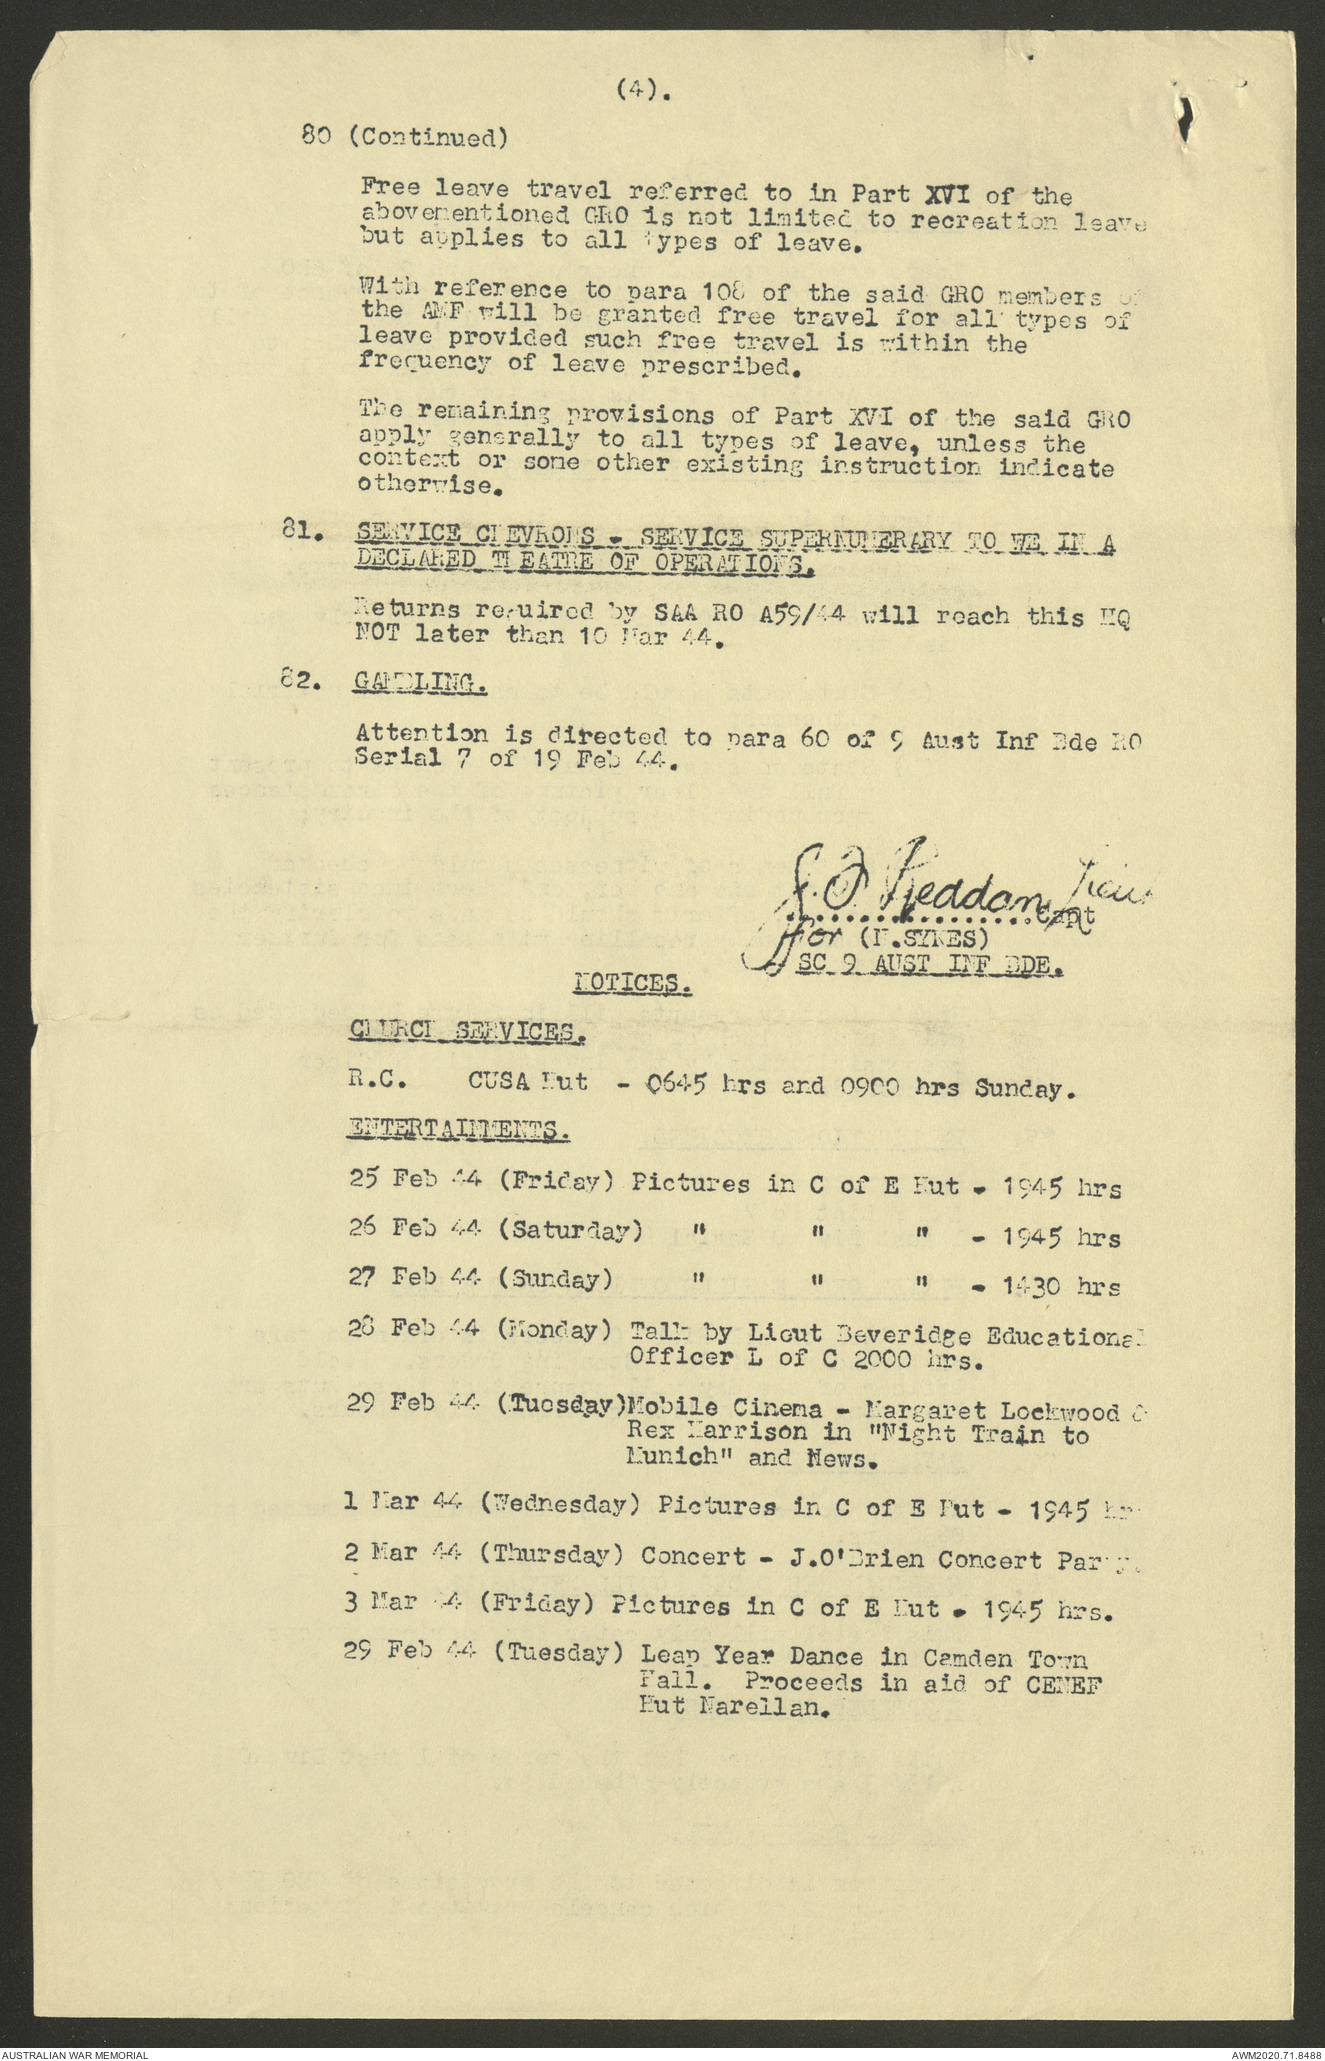 (4).
80 (Continued)
Free leave travel referred to in Part XVI of the
abovementioned GRO is not limited to recreation leave
but applies to all types of leave.
With reference to para 108 of the said GRO members of
the AMF will be granted free travel for all types of
leave provided such free travel is within the
frequency of leave prescribed.
The remaining provisions of Part XVI of the said GRO
apply generally to all types of leave, unless the
context or some other existing instruction indicate
otherwise.
81. SERVICE CHEVRONS - SERVICE SUPERNUMERARY TO WE IN A
DECLARED THEATRE OF OPERATIONS.
Returns required by SAA RO A59/44 will reach this HQ
NOT later than 10 Mar 44.
82. GAMBLING.
Attention is directed to para 60 of 9 Aust Inf Bde RO
Serial 7 of 19 Feb 44.
Keddan Lieut
..................Capt
for (N.SYKES)
SC 9 AUST INF BDE.
NOTICES.
CHURCH SERVICES.
R.C. CUSA Hut - 0645 hrs and 0900 hrs Sunday.
ENTERTAINMENTS.
25 Feb 44 (Friday) Pictures in C of E Hut - 1945 hrs
26 Feb 44 (Saturday) " " " - 1945 hrs
27 Feb 44 (Sunday) " " " - 1430 hrs
28 Feb 44 (Monday) Talk by Lieut Beveridge Educational
Officer L of C 2000 hrs.
29 Feb 44 (Tuesday)Mobile Cinema - Margaret Lockwood &
Rex Harrison in "Night Train to
Munich" and News.
1 Mar 44 (Wednesday) Pictures in C of E Hut - 1945 hrs
2 Mar 44 (Thursday) Concert - J.O'Brien Concert Party.
3 Mar 44 (Friday) Pictures in C of E Hut - 1945 hrs.
29 Feb 44 (Tuesday) Leap Year Dance in Camden Town
Hall. Proceeds in aid of CENEF
Hut Narellan.
AUSTRALIAN WAR MEMORIAL
AWM2020.71.8488